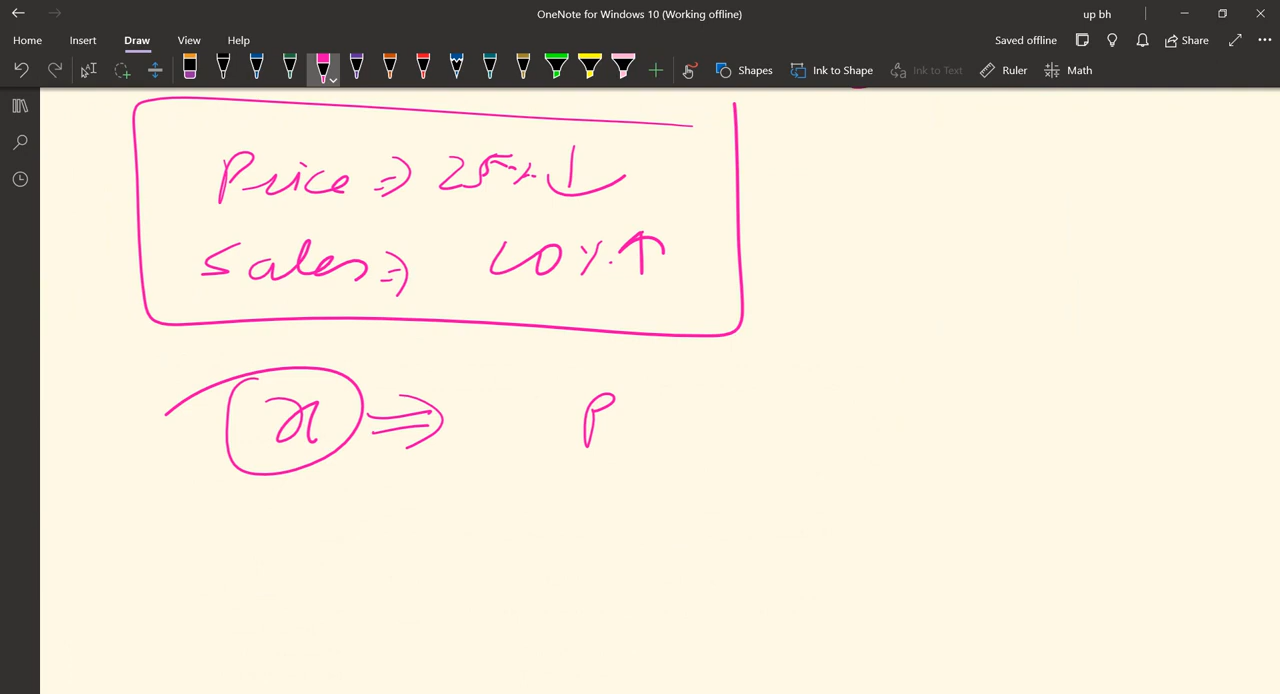 OneNote for Windows 10 (Working offline)
up bh
Home Insert Draw View Help
Saved offline
Share
Shapes
Ink to Shape
Ink to Text
Ruler
Math
Price ⇒ 25% ↓
Sales ⇒ 40% ↑
x ⇒ P